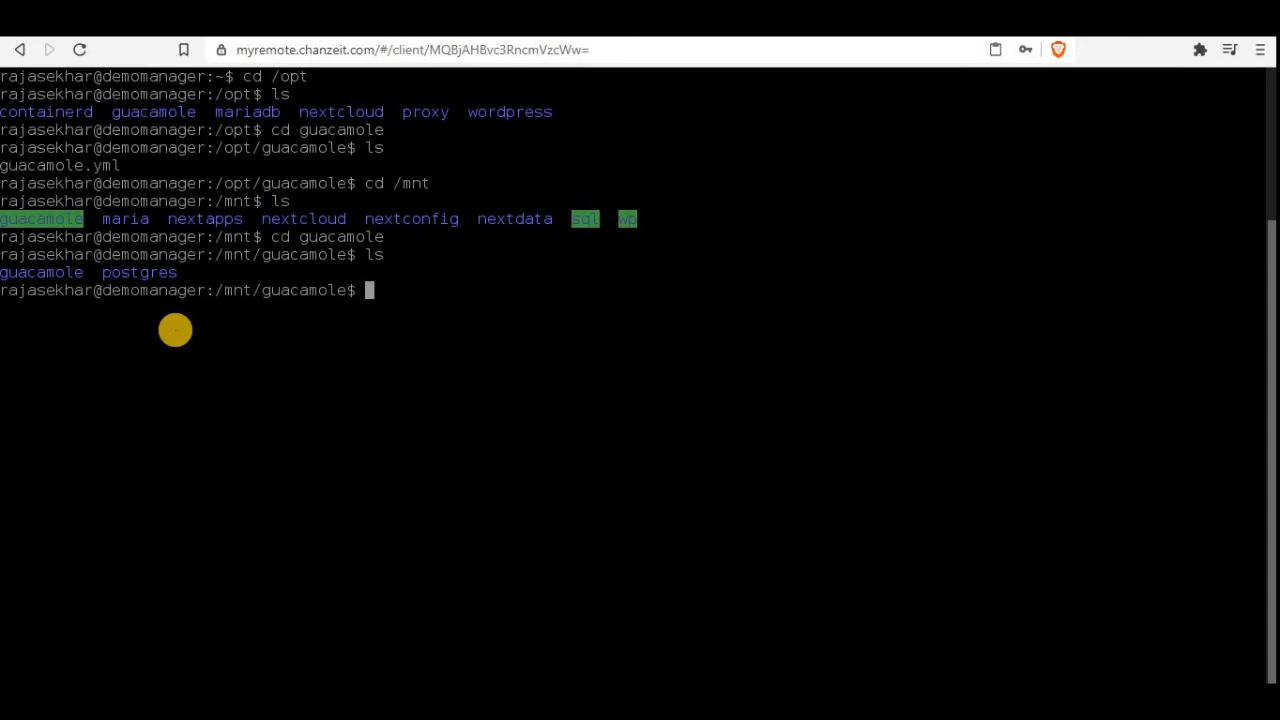 myremote.chanzeit.com/#/client/MQBjAHBvc3RncmVzcWw=
rajasekhar@demomanager:~$ cd /opt
rajasekhar@demomanager:/opt$ ls
containerd guacamole mariadb nextcloud proxy wordpress
rajasekhar@demomanager:/opt$ cd guacamole
rajasekhar@demomanager:/opt/guacamole$ ls
guacamole.yml
rajasekhar@demomanager:/opt/guacamole$ cd /mnt
rajasekhar@demomanager:/mnt$ ls
guacamole maria nextapps nextcloud nextconfig nextdata sql wp
rajasekhar@demomanager:/mnt$ cd guacamole
rajasekhar@demomanager:/mnt/guacamole$ ls
guacamole postgres
rajasekhar@demomanager:/mnt/guacamole$